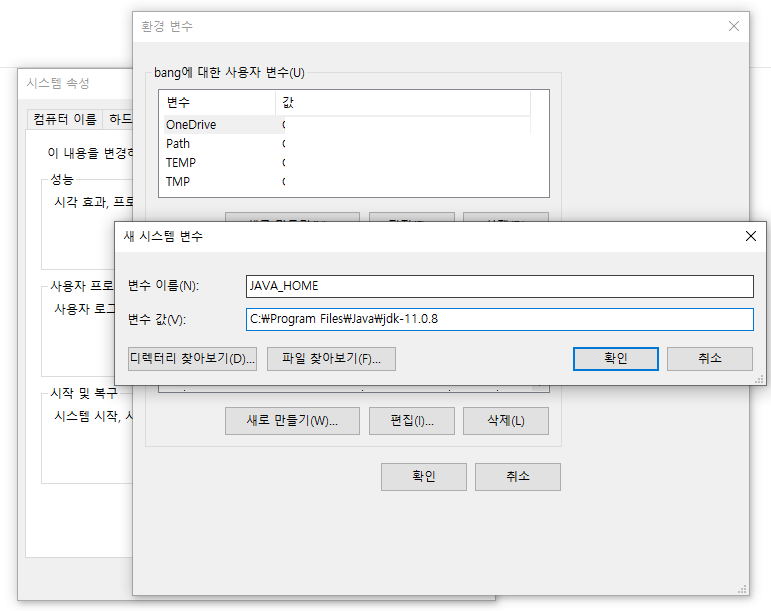 환경 변수
시스템 속성
컴퓨터 이름
하드
이 내용을 변경하
성능
시각 효과, 프로
사용자 프로
사용자 로그
시작 및 복구
시스템 시작, 시
bang에 대한 사용자 변수(U)
변수 값
OneDrive
Path
TEMP
TMP
새 시스템 변수
변수 이름(N):
JAVA_HOME
변수 값(V):
C:₩Program Files₩Java₩jdk-11.0.8
디렉터리 찾아보기(D)... 파일 찾아보기(F)... 확인 취소
새로 만들기(W)... 편집(I)... 삭제(L)
확인 취소